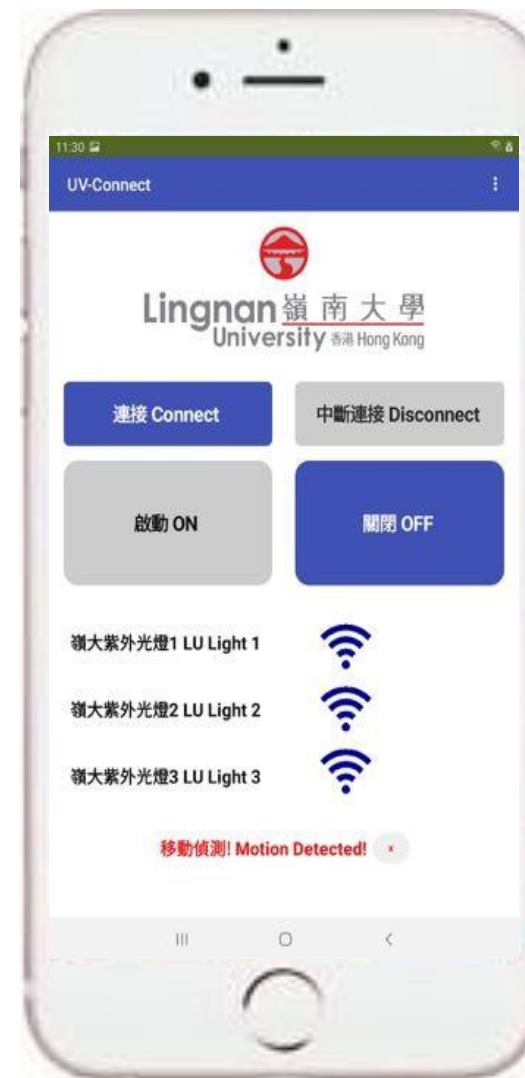 11:30
UV-Connect
Lingnan 嶺南大學
University 香港 Hong Kong
連接 Connect
中斷連接 Disconnect
啟動 ON
關閉 OFF
嶺大紫外光燈1 LU Light 1
嶺大紫外光燈2 LU Light 2
嶺大紫外光燈3 LU Light 3
移動偵測! Motion Detected! x